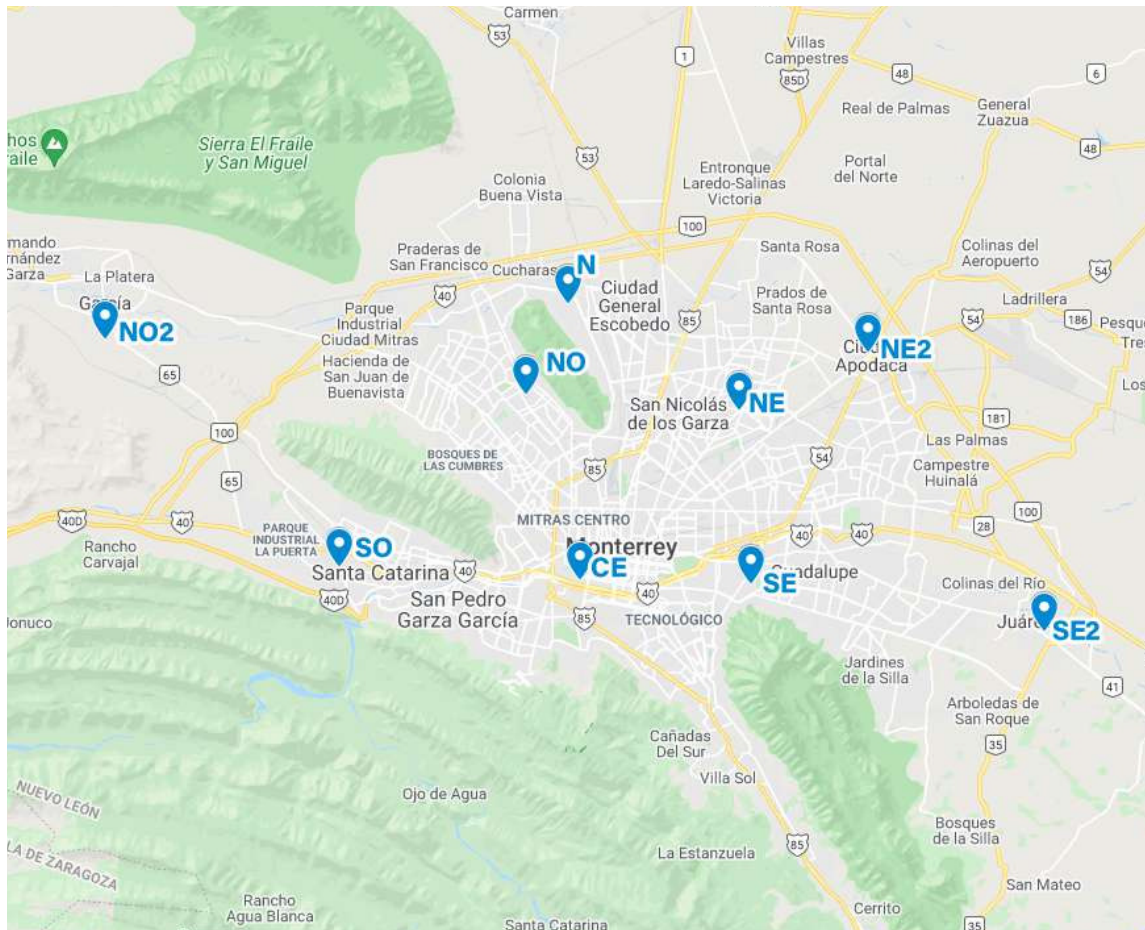 Carmen
53
1
Villas
Campestres
85D
48
6
Real de Palmas
General
Zuazua
Sierra El Fraile
y San Miguel
53
48
Entronque
Laredo-Salinas
Victoria
Portal
del Norte
Colonia
Buena Vista
100
Santa Rosa
Colinas del
Aeropuerto
Praderas de
San Francisco
Cucharas
N
54
La Platera
40
Ciudad
General
Escobedo
Prados de
Santa Rosa
Ladrillera
García
NO2
Parque
Industrial
Ciudad Mitras
85
54
186
NE2
Apodaca
Hacienda de
San Juan de
Buenavista
NO
65
NE
San Nicolás
de los Garza
181
100
Las Palmas
BOSQUES DE
LAS CUMBRES
85
54
Campestre
Huinalá
65
100
28
40D
40
PARQUE
INDUSTRIAL
LA PUERTA
MITRAS CENTRO
40
40
Rancho
Carvajal
SO
Monterrey
Santa Catarina
40
CE
SE
Guadalupe
Colinas del Río
40D
San Pedro
Garza García
40
85
TECNOLÓGICO
SE2
Jardines
de la Silla
41
Arboledas de
San Roque
35
Cañadas
Del Sur
Villa Sol
NUEVO LEÓN
Ojo de Agua
Bosques
de la Silla
85
La Estanzuela
DE ZARAGOZA
San Mateo
Rancho
Agua Blanca
Cerrito
Santa Catarina
35